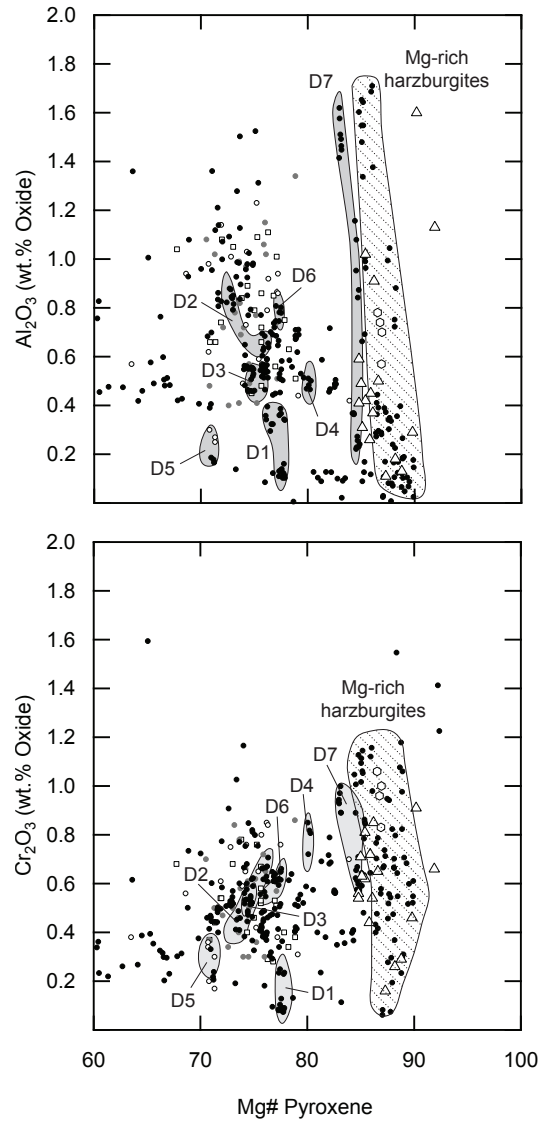 2.0
1.8
1.6
1.4
1.2
1.0
0.8
0.6
0.4
0.2
Al2O3 (wt.% Oxide)
Mg-rich
harzburgites
D7
D6
D2
D3
D4
D1
D5
2.0
1.8
1.6
1.4
1.2
1.0
0.8
0.6
0.4
0.2
Cr2O3 (wt.% Oxide)
Mg-rich
harzburgites
D7
D4
D6
D2
D3
D5
D1
60
70
80
90
100
Mg# Pyroxene